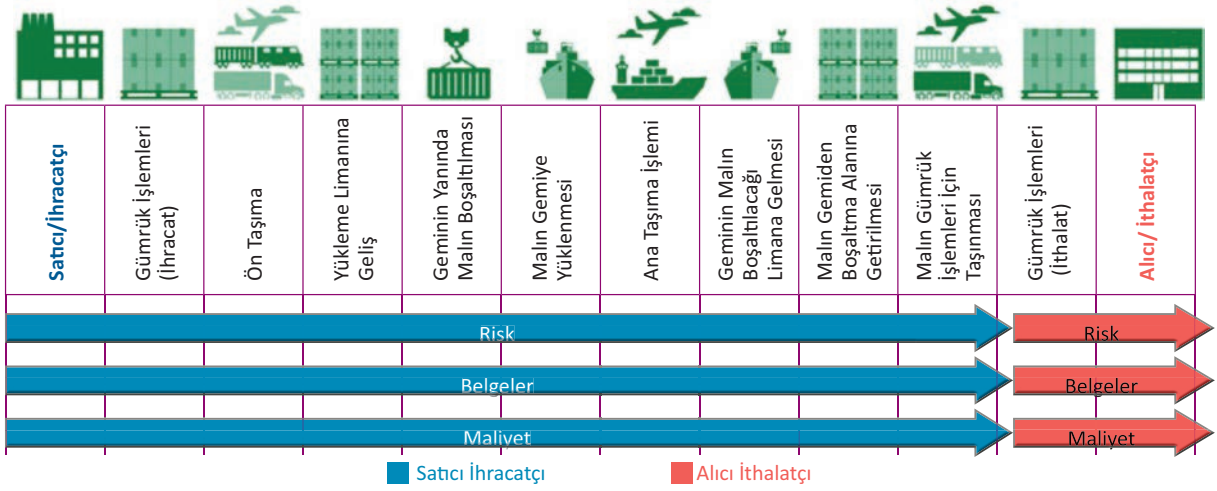 Satıcı/İhracatçı
Gümrük İşlemleri
(İhracat)
Ön Taşıma
Yükleme Limanına
Geliş
Geminin Yanında
Malın Boşaltılması
Malın Gemiye
Yüklenmesi
Ana Taşıma İşlemi
Geminin Malın
Boşaltılacağı
Limana Gelmesi
Malın Gemiden
Boşaltma Alanına
Getirilmesi
Malın Gümrük
İşlemleri İçin
Taşınması
Gümrük İşlemleri
(İthalat)
Alıcı/ İthalatçı
Risk
Risk
Belgeler
Belgeler
Maliyet
Maliyet
Satıcı İhracatçı
Alıcı İthalatçı